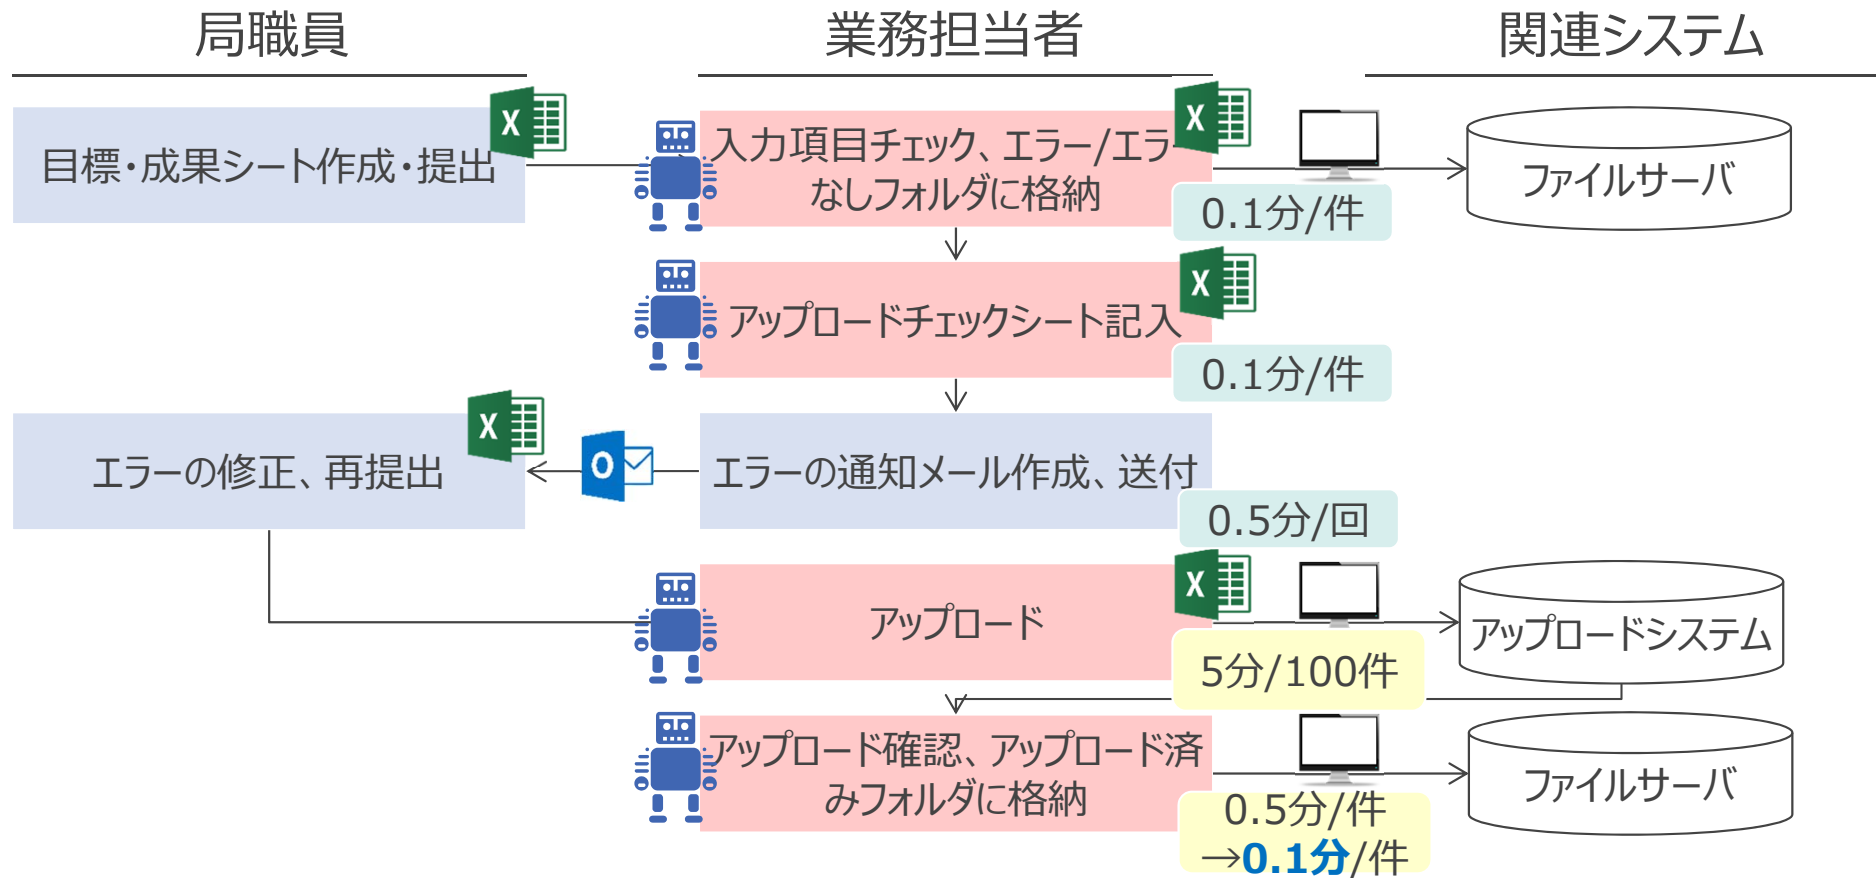 局職員
業務担当者
関連システム
目標・成果シート作成・提出
入力項目チェック、エラー/エラー
なしフォルダに格納
0.1分/件
ファイルサーバ
アップロードチェックシート記入
0.1分/件
エラーの修正、再提出
エラーの通知メール作成、送付
0.5分/回
アップロード
5分/100件
アップロードシステム
アップロード確認、アップロード済
みフォルダに格納
0.5分/件
→0.1分/件
ファイルサーバ